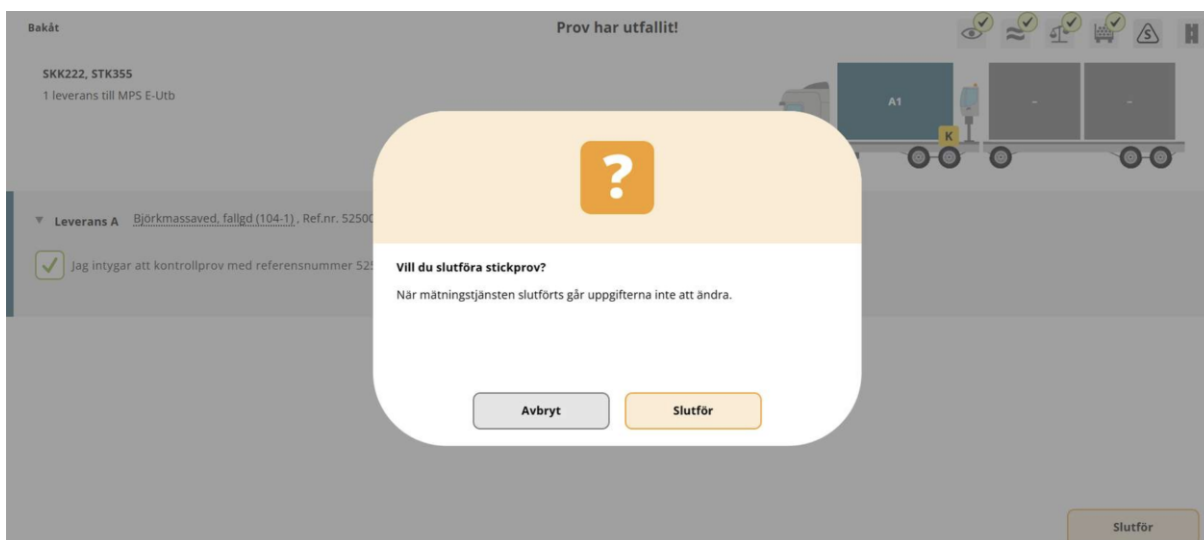 Bakåt
Prov har utfallit!
S
SKK222, STK355
1 leverans till MPS E-Utb
A1
-
-
K
?
Leverans A Björkmassaved, fallgd (104-1), Ref.nr. 5250
Jag intygar att kontrollprov med referensnummer 52
Vill du slutföra stickprov?
När mätningstjänsten slutförts går uppgifterna inte att ändra.
Avbryt
Slutför
Slutför